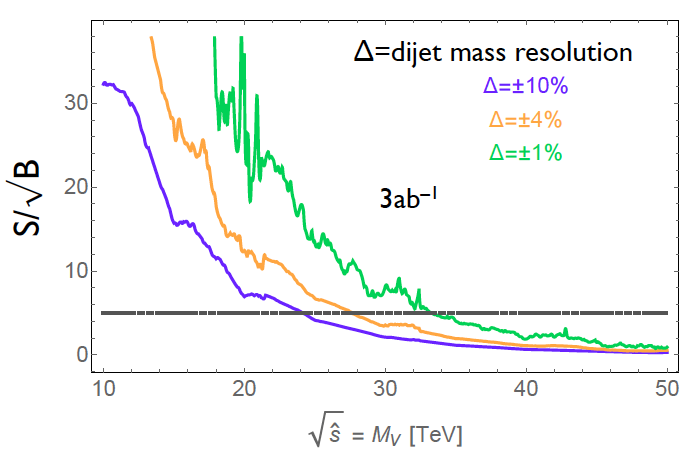 Δ=dijet mass resolution
Δ=±10%
Δ=±4%
Δ=±1%
3ab⁻¹
S/√B
30
20
10
0
10 20 30 40 50
√ŝ = M_V [TeV]